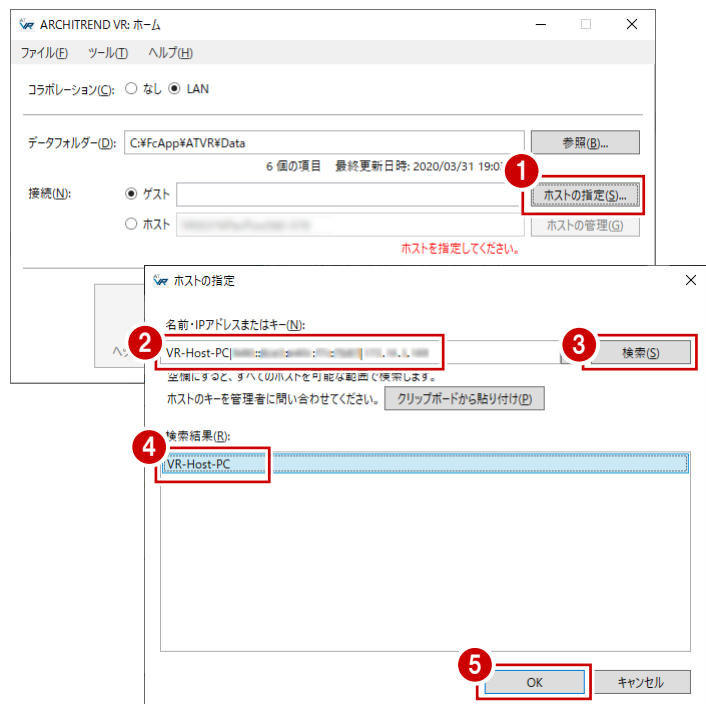 ARCHITREND VR: ホーム
ファイル(F) ツール(T) ヘルプ(H)
コラボレーション(C): なし LAN
データフォルダー(D): C:¥FcApp¥ATVR¥Data 参照(B)...
6 個の項目 最終更新日時: 2020/03/31 19:0
1
接続(N): ゲスト ホストの指定(S)...
ホスト ホストの管理(G)
ホストを指定してください。
ホストの指定
名前・IPアドレスまたはキー(N):
2
3
VR-Host-PC| 検索(S)
空欄にすると、すべてのホストを可能な範囲で検索します。
ホストのキーを管理者に問い合わせてください。 クリップボードから貼り付け(P)
検索結果(R):
4
VR-Host-PC
5
OK キャンセル